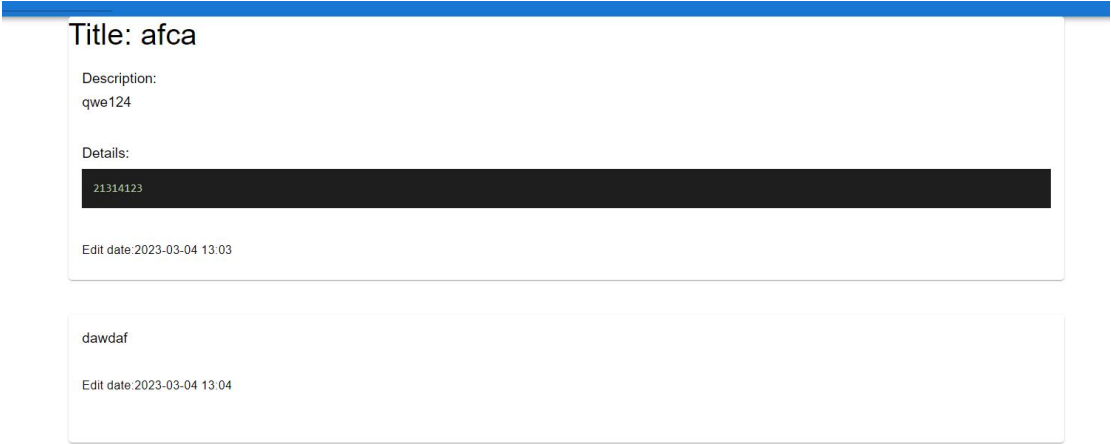 Title: afca
Description:
qwe124
Details:
21314123
Edit date:2023-03-04 13:03
dawdaf
Edit date:2023-03-04 13:04